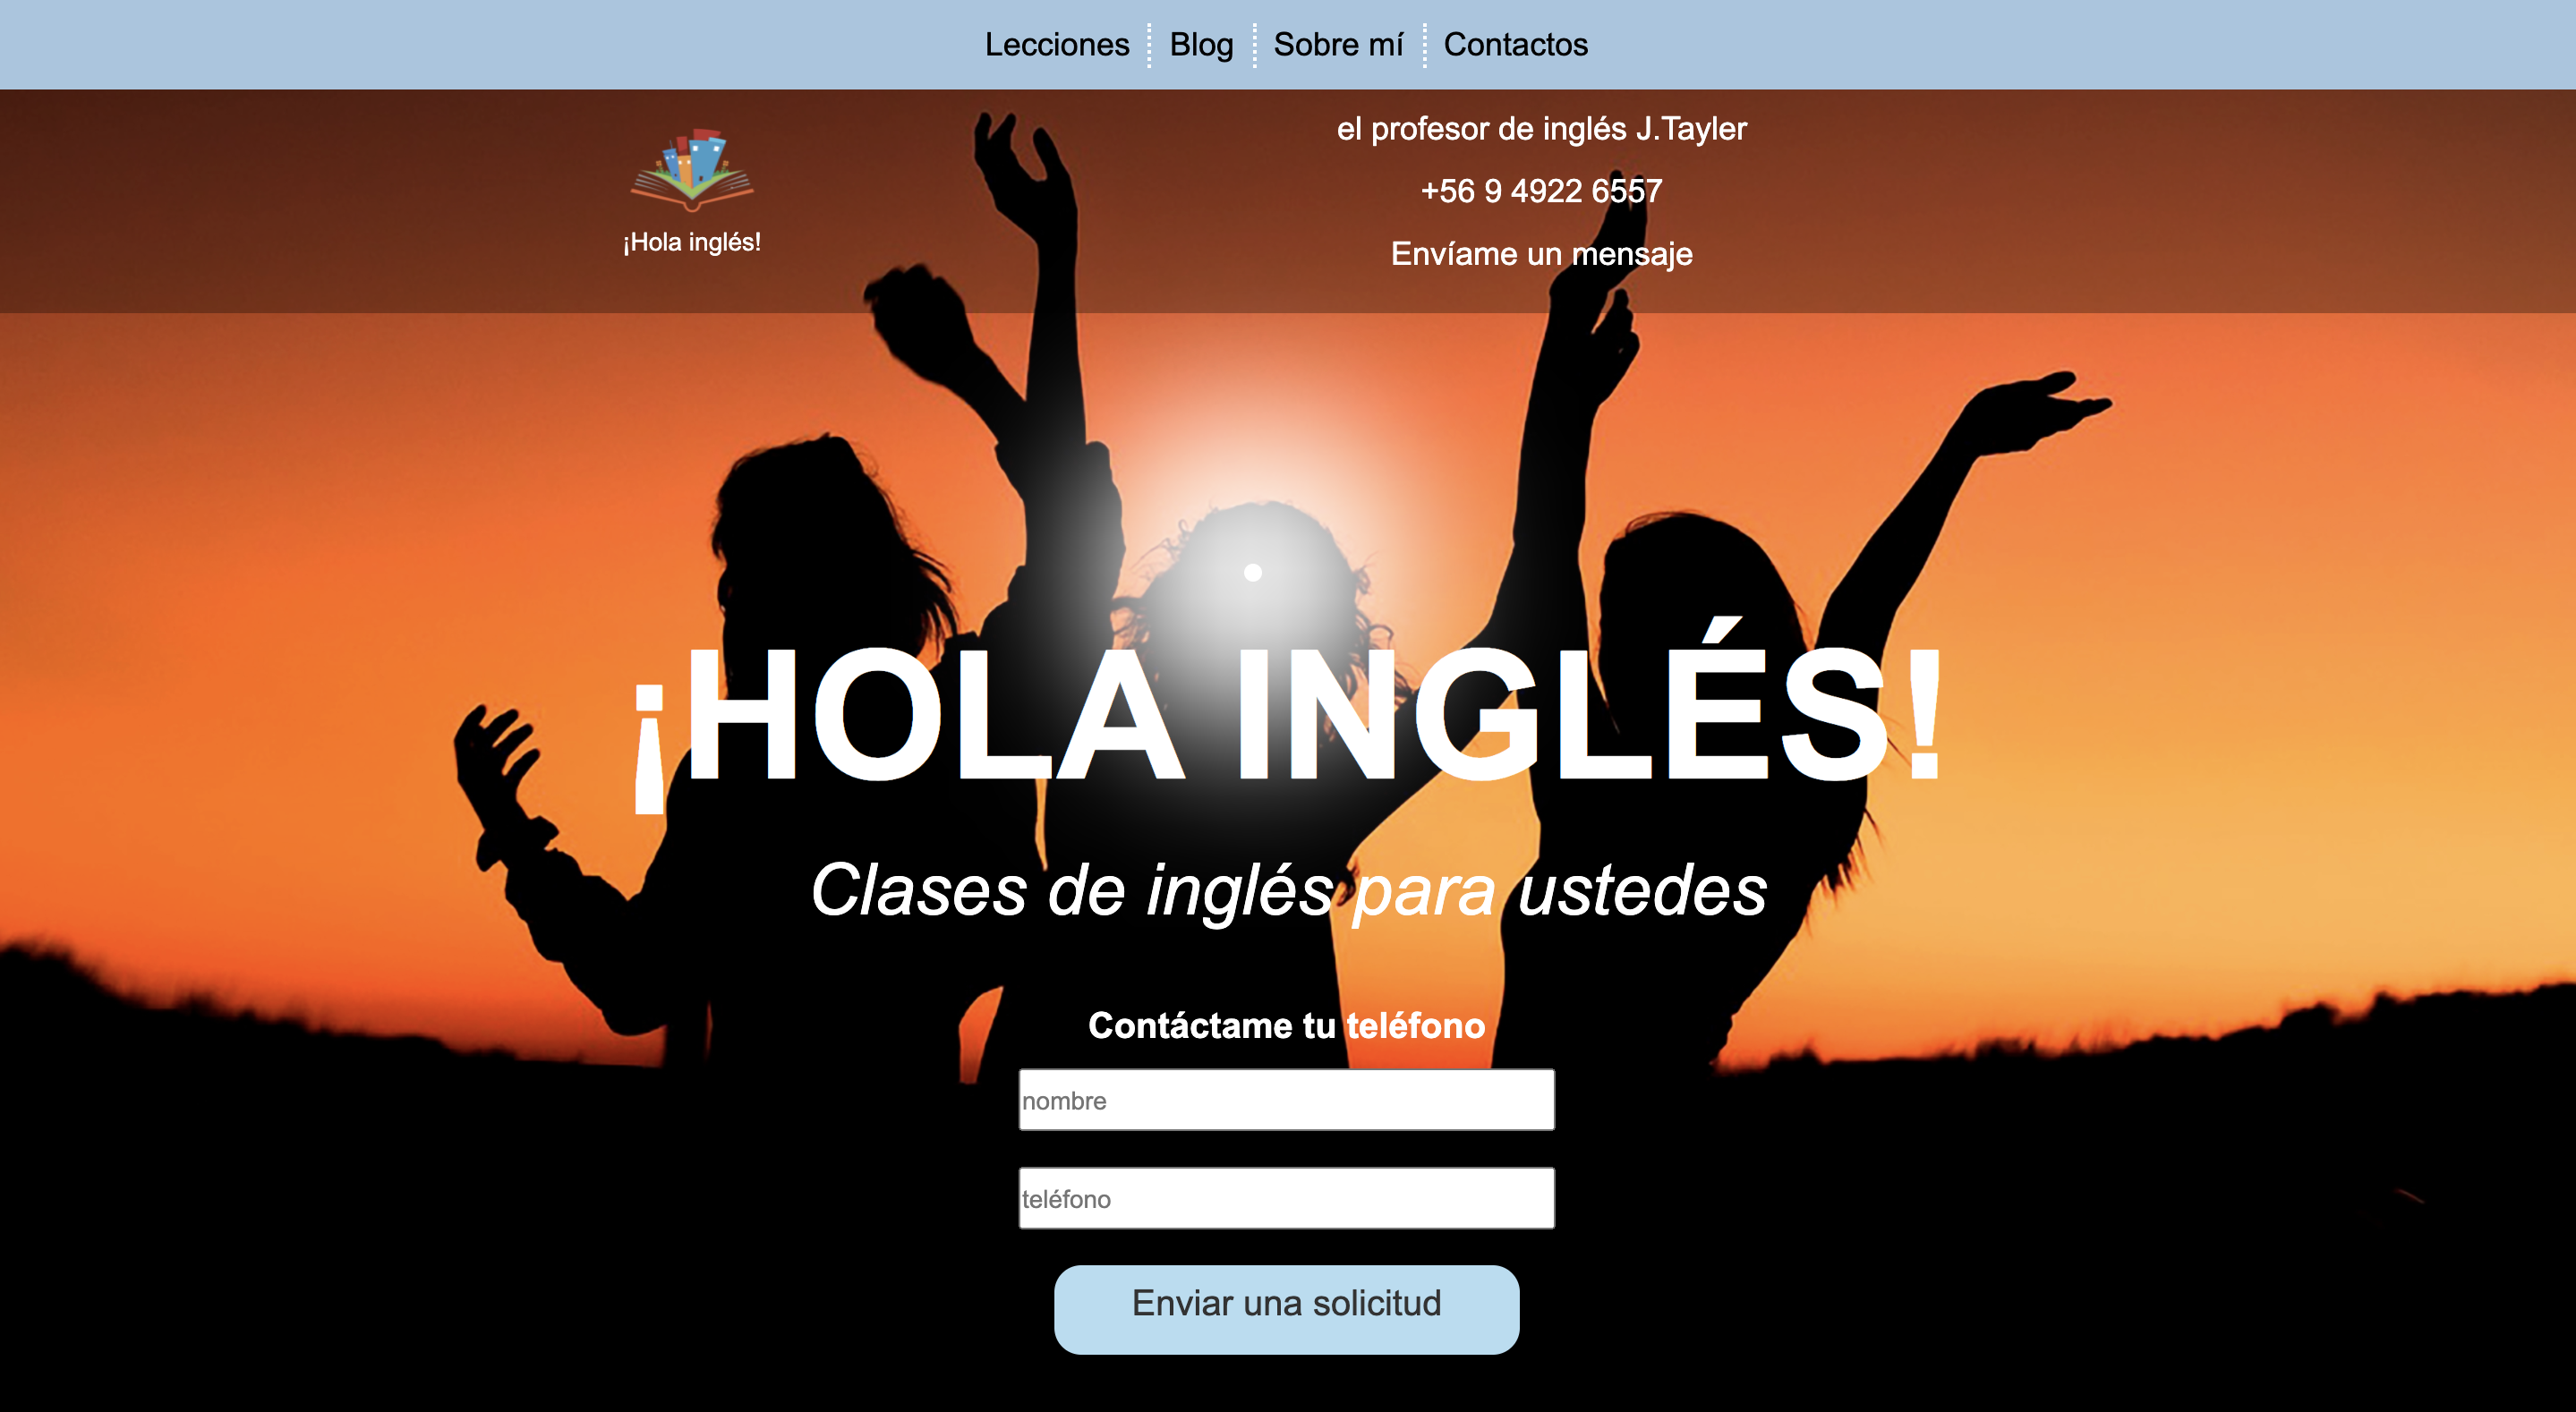 Lecciones Blog Sobre mí Contactos
el profesor de inglés J.Tayler
+56 9 4922 6557
¡Hola inglés!
Envíame un mensaje
¡HOLA INGLÉS!
Clases de inglés para ustedes
Contáctame tu teléfono
nombre
teléfono
Enviar una solicitud